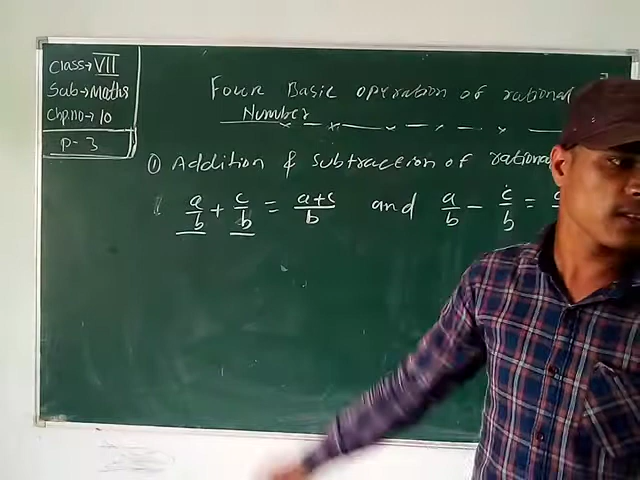 Class→VII
Sub→Maths
Chp.no→10
P-3
Four Basic operation of rational
Number
① Addition & Subtraction of rational
a/b + c/b = a+c/b and a/b - c/b =